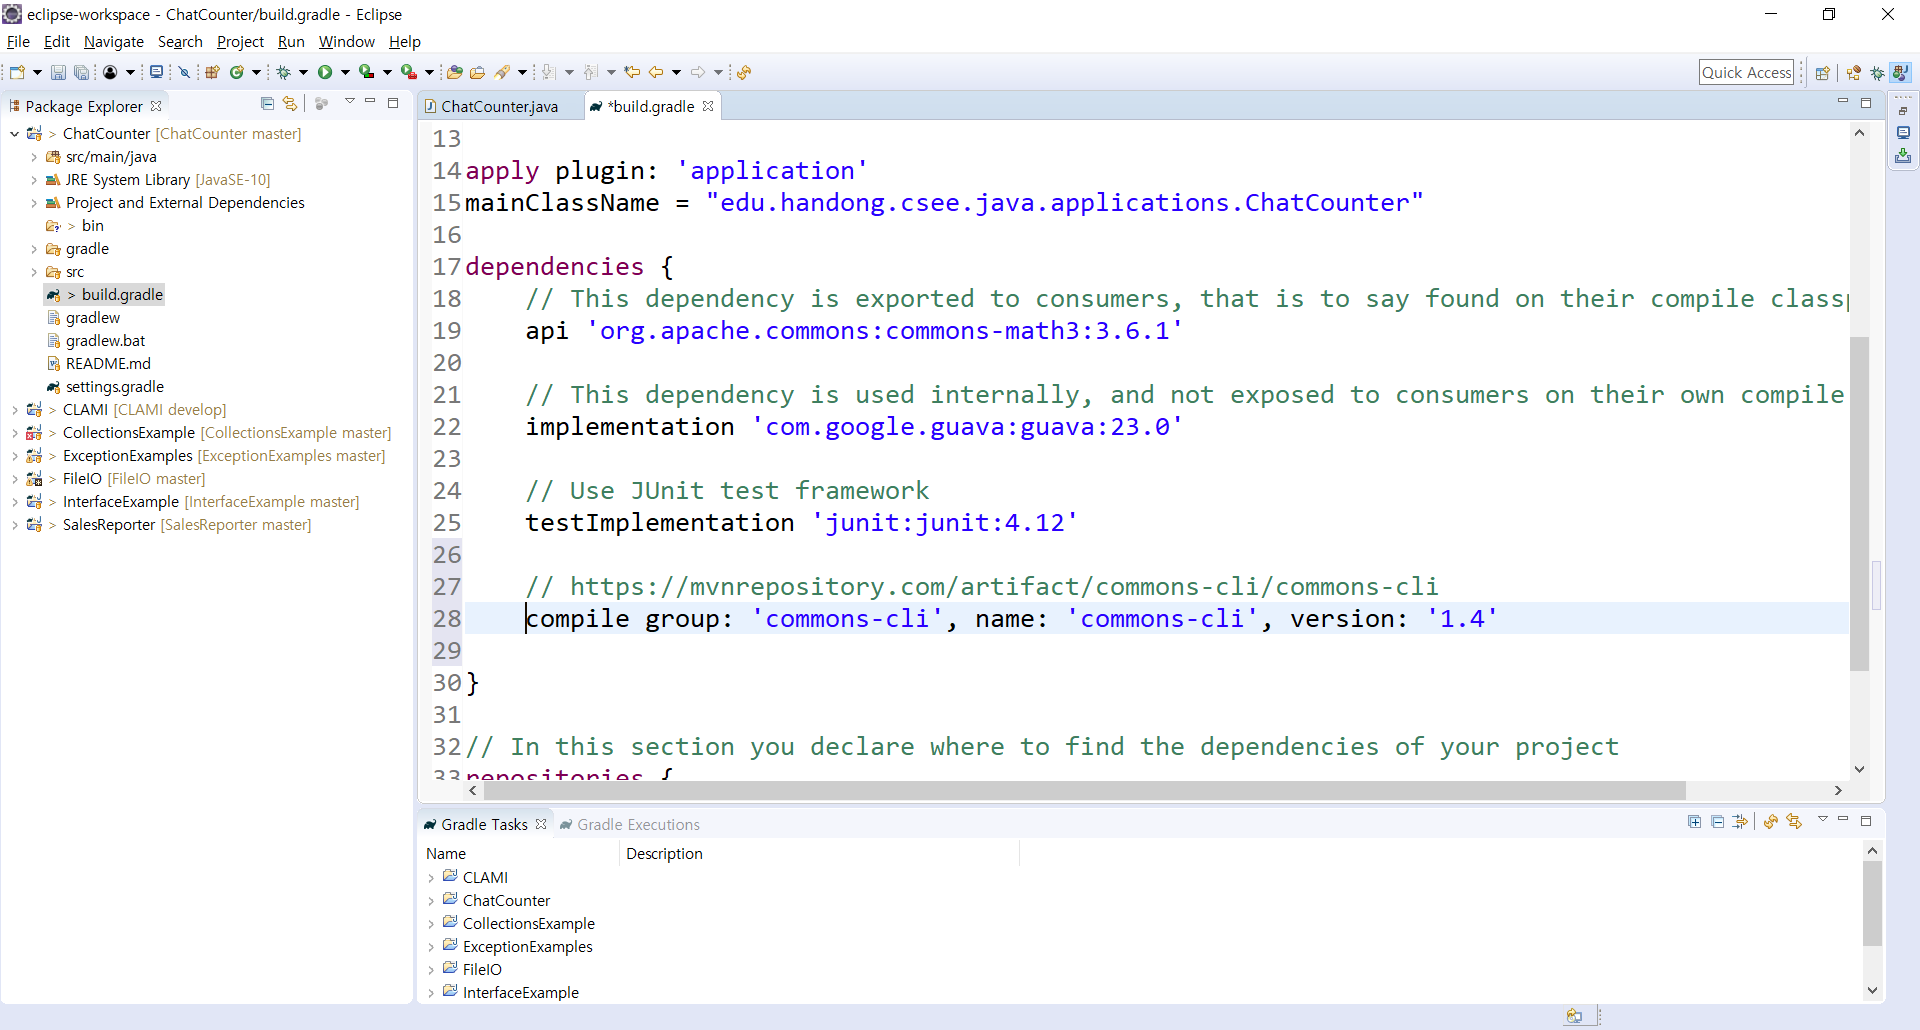 eclipse-workspace - ChatCounter/build.gradle - Eclipse
File Edit Navigate Search Project Run Window Help
Quick Access
Package Explorer
ChatCounter.java
*build.gradle
> ChatCounter [ChatCounter master]
src/main/java
JRE System Library [JavaSE-10]
Project and External Dependencies
> bin
gradle
src
> build.gradle
gradlew
gradlew.bat
README.md
settings.gradle
> CLAMI [CLAMI develop]
> CollectionsExample [CollectionsExample master]
> ExceptionExamples [ExceptionExamples master]
> FileIO [FileIO master]
> InterfaceExample [InterfaceExample master]
> SalesReporter [SalesReporter master]
13
14 apply plugin: 'application'
15 mainClassName = "edu.handong.csee.java.applications.ChatCounter"
16
17 dependencies {
18 // This dependency is exported to consumers, that is to say found on their compile class
19 api 'org.apache.commons:commons-math3:3.6.1'
20
21 // This dependency is used internally, and not exposed to consumers on their own compile
22 implementation 'com.google.guava:guava:23.0'
23
24 // Use JUnit test framework
25 testImplementation 'junit:junit:4.12'
26
27 // https://mvnrepository.com/artifact/commons-cli/commons-cli
28 compile group: 'commons-cli', name: 'commons-cli', version: '1.4'
29
30 }
31
32 // In this section you declare where to find the dependencies of your project
33 repositories {
Gradle Tasks
Gradle Executions
Name Description
CLAMI
ChatCounter
CollectionsExample
ExceptionExamples
FileIO
InterfaceExample